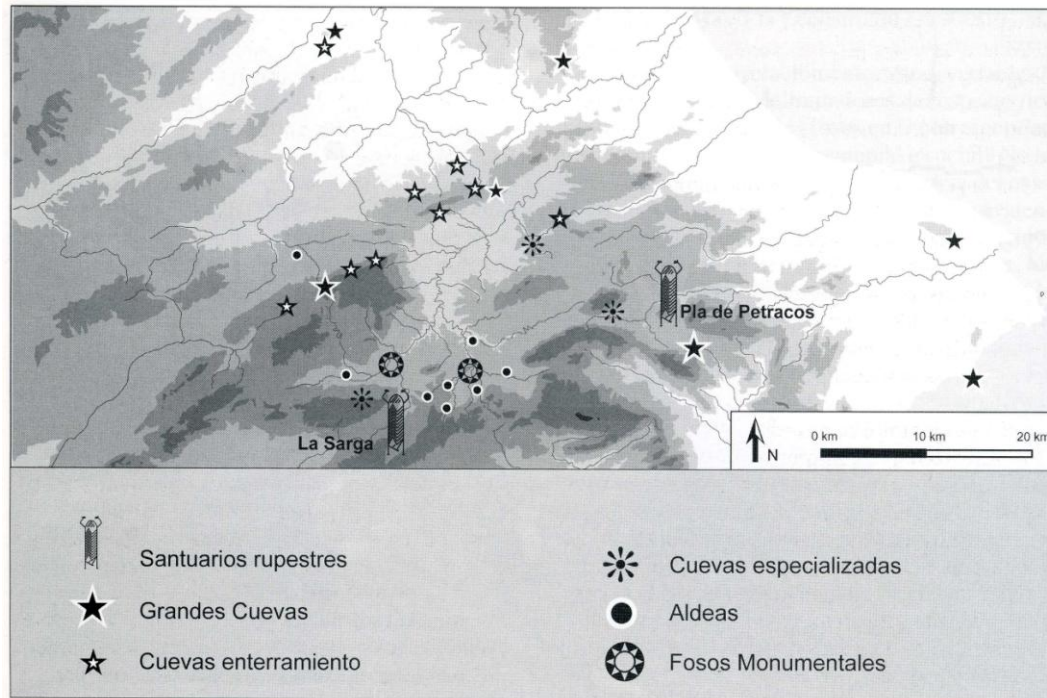 Pla de Petracos
La Sarga
N
0 km 10 km 20 km
Santuarios rupestres
Grandes Cuevas
Cuevas enterramiento
Cuevas especializadas
Aldeas
Fosos Monumentales